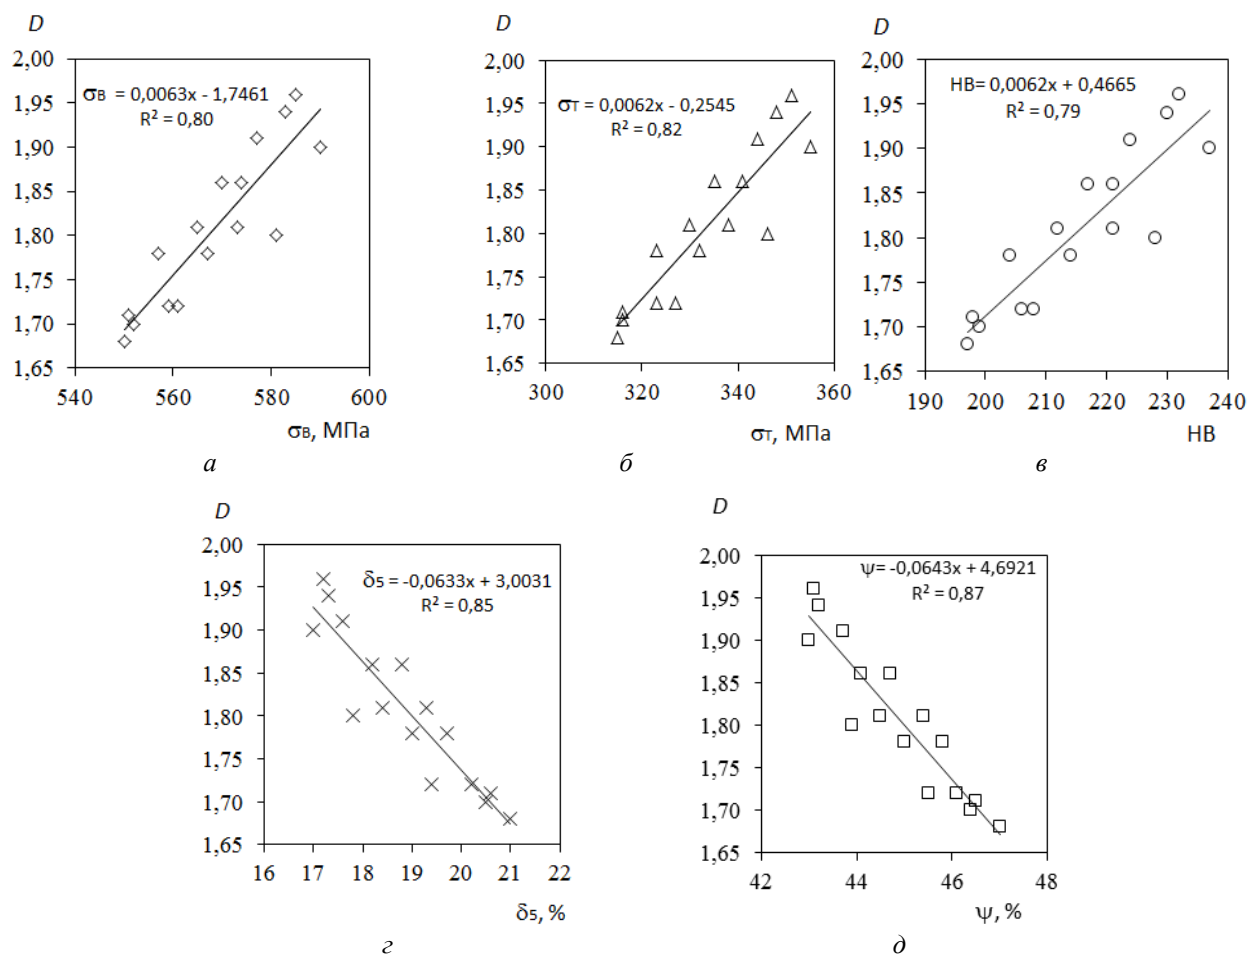 D
2,00
1,95
1,90
1,85
1,80
1,75
1,70
1,65
540
560
580
600
σв = 0,0063x - 1,7461
R² = 0,80
σв, МПа
а
D
2,00
1,95
1,90
1,85
1,80
1,75
1,70
1,65
300
320
340
360
σт = 0,0062x - 0,2545
R² = 0,82
σт, МПа
б
D
2,00
1,95
1,90
1,85
1,80
1,75
1,70
1,65
190
200
210
220
230
240
НВ= 0,0062x + 0,4665
R² = 0,79
НВ
в
D
2,00
1,95
1,90
1,85
1,80
1,75
1,70
1,65
16
17
18
19
20
21
22
δ5 = -0,0633x + 3,0031
R² = 0,85
δ5, %
г
D
2,00
1,95
1,90
1,85
1,80
1,75
1,70
1,65
42
44
46
48
ψ= -0,0643x + 4,6921
R² = 0,87
ψ, %
д